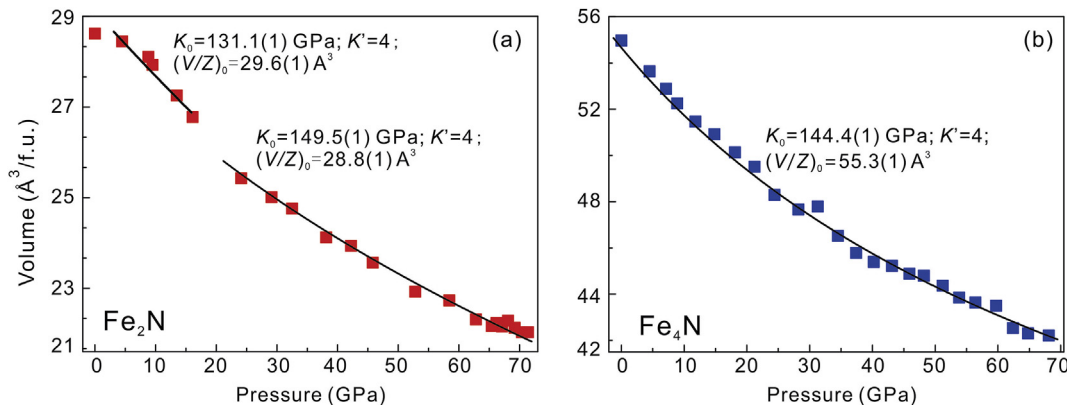 Volume (Å³/f.u.)
29
28
27
25
23
21
K₀=131.1(1) GPa; K'=4;
(V/Z)₀=29.6(1) A³
(a)
K₀=149.5(1) GPa; K'=4;
(V/Z)₀=28.8(1) A³
Fe₂N
0 10 20 30 40 50 60 70
Pressure (GPa)
56
52
48
44
42
(b)
K₀=144.4(1) GPa; K'=4;
(V/Z)₀=55.3(1) A³
Fe₄N
0 10 20 30 40 50 60 70
Pressure (GPa)